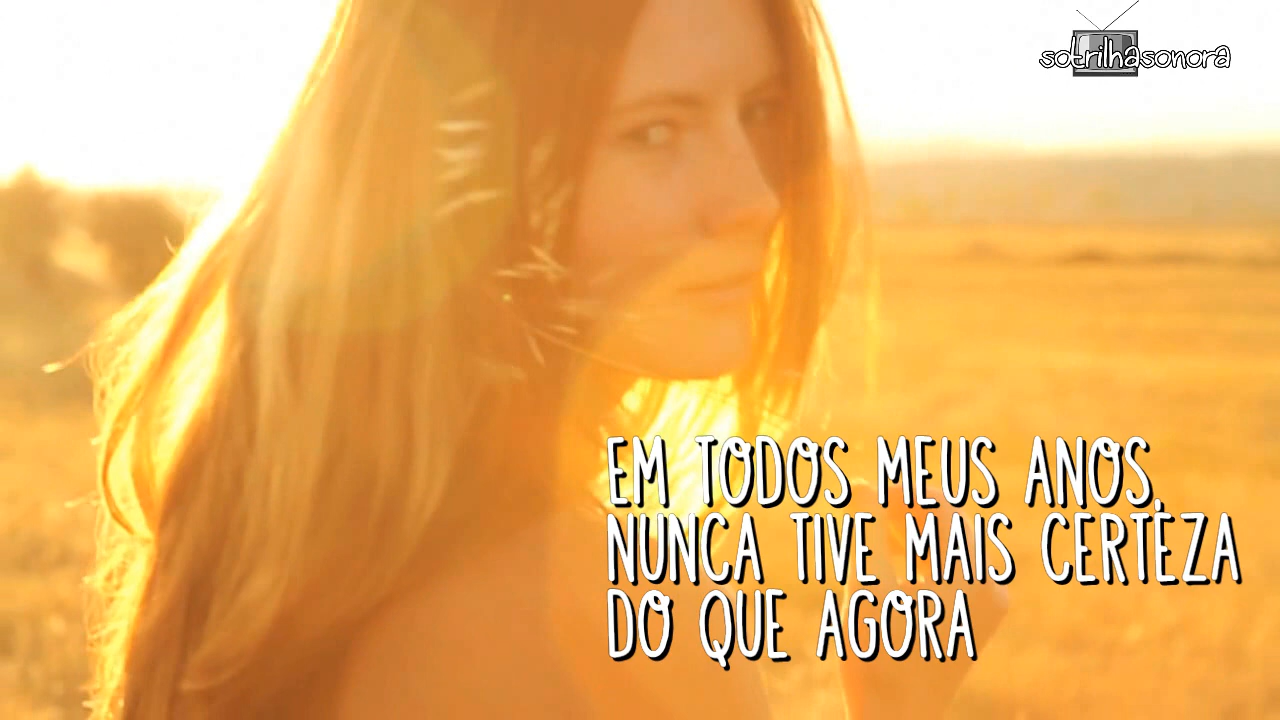 sotrilhasonora
EM TODOS MEUS ANOS,
NUNCA TIVE MAIS CERTEZA
DO QUE AGORA